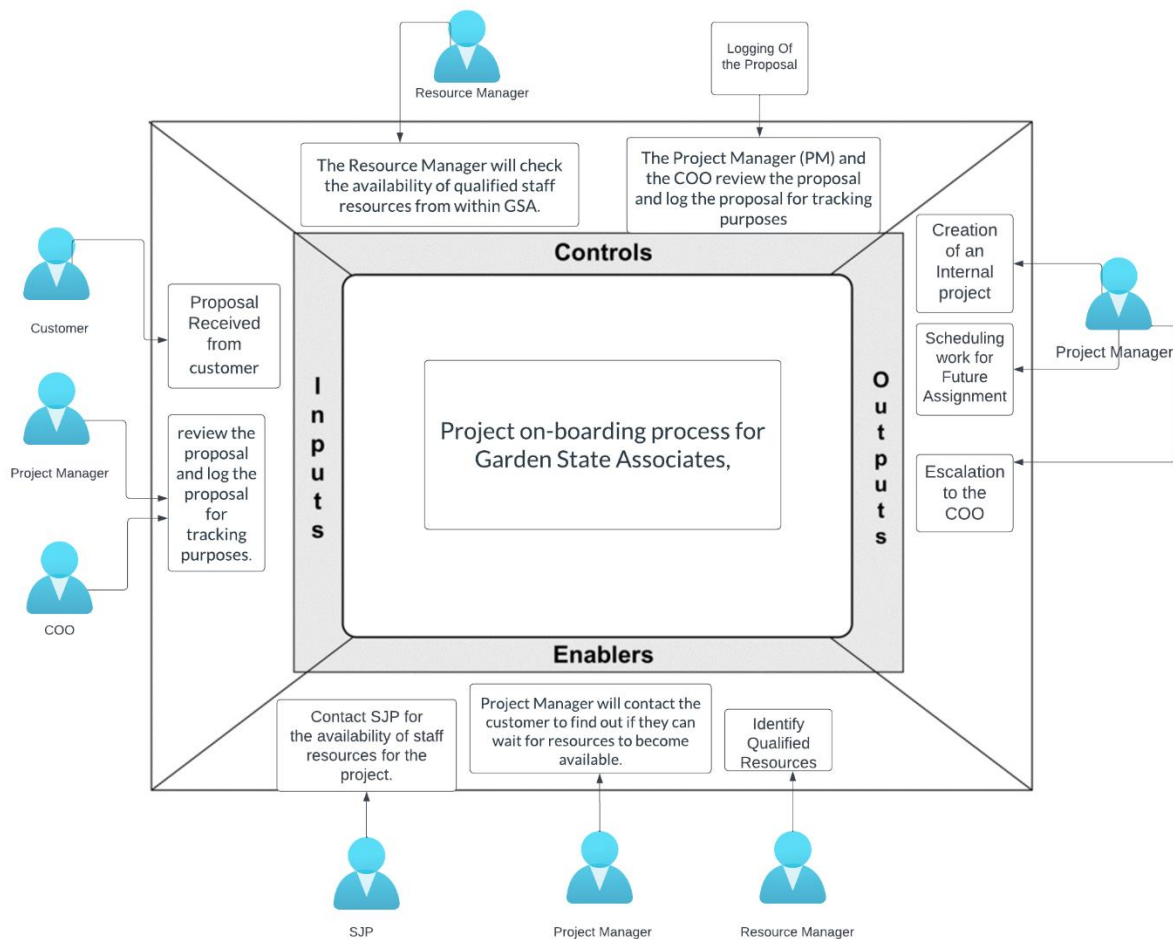 Resource Manager
Logging Of
the Proposal
The Resource Manager will check
the availability of qualified staff
resources from within GSA.
The Project Manager (PM) and
the COO review the proposal
and log the proposal for tracking
purposes
Controls
Customer
Proposal
Received
from
customer
Project Manager
review the
proposal
and log the
proposal
for
tracking
purposes.
COO
Inputs
Project on-boarding process for
Garden State Associates,
Outputs
Creation
of an
Internal
project
Scheduling
work for
Future
Assignment
Project Manager
Escalation
to the
COO
Enablers
Contact SJP for
the availability of staff
resources for the
project.
Project Manager will contact the
customer to find out if they can
wait for resources to become
available.
Identify
Qualified
Resources
SJP
Project Manager
Resource Manager